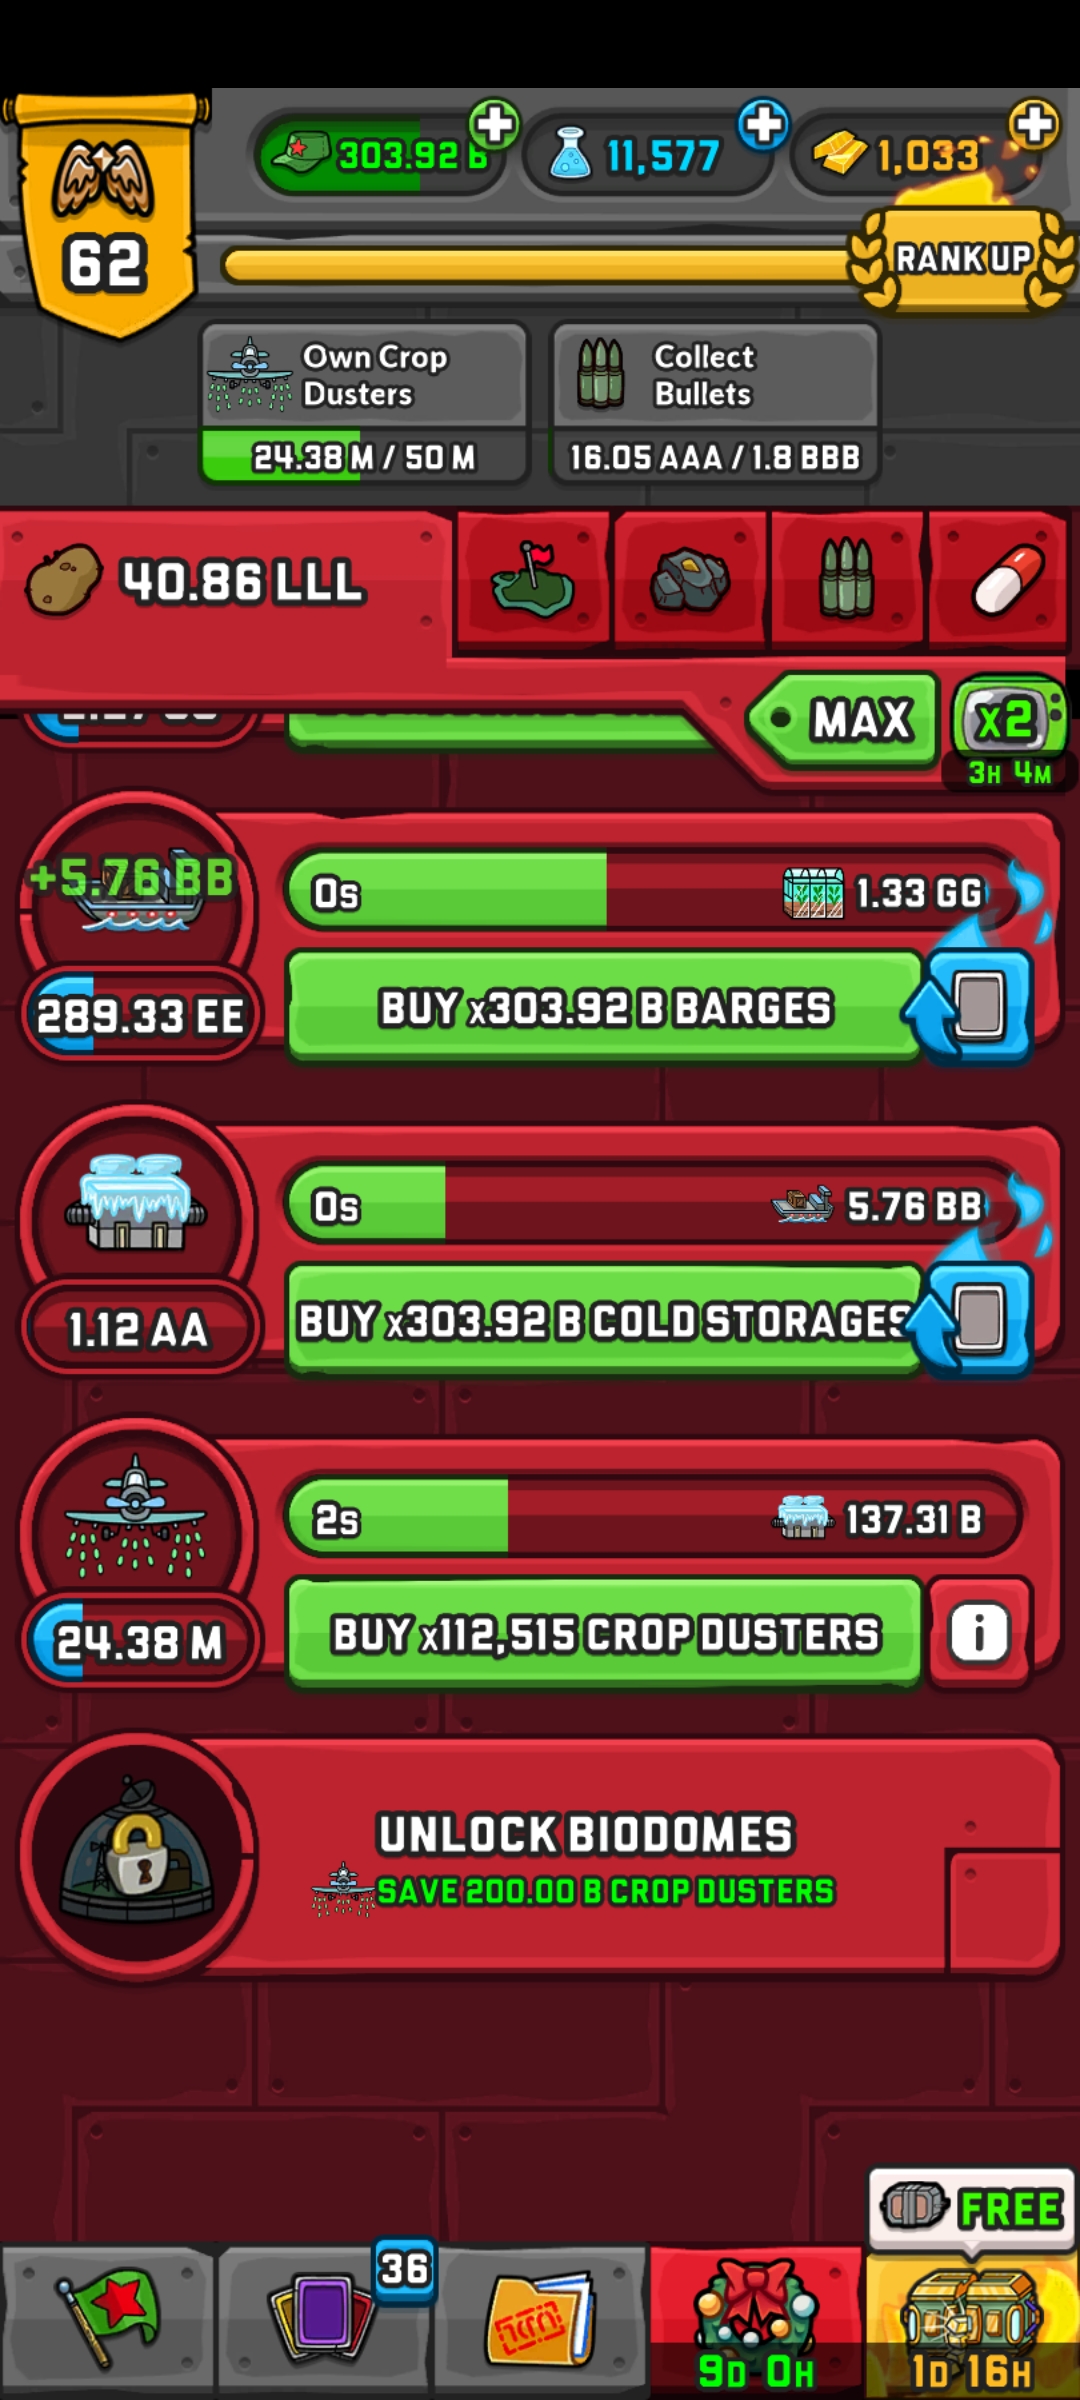 303.92 B
11,577
1,033
62
RANK UP
Own Crop
Dusters
24.38 M / 50 M
Collect
Bullets
16.05 AAA / 1.8 BBB
40.86 LLL
MAX
x2
3H 4M
+5.76 BB
0s
1.33 GG
289.33 EE
BUY x303.92 B BARGES
0s
5.76 BB
1.12 AA
BUY x303.92 B COLD STORAGES
2s
137.31 B
24.38 M
BUY x112,515 CROP DUSTERS
i
UNLOCK BIODOMES
SAVE 200.00 B CROP DUSTERS
FREE
36
9D 0H
1D 16H